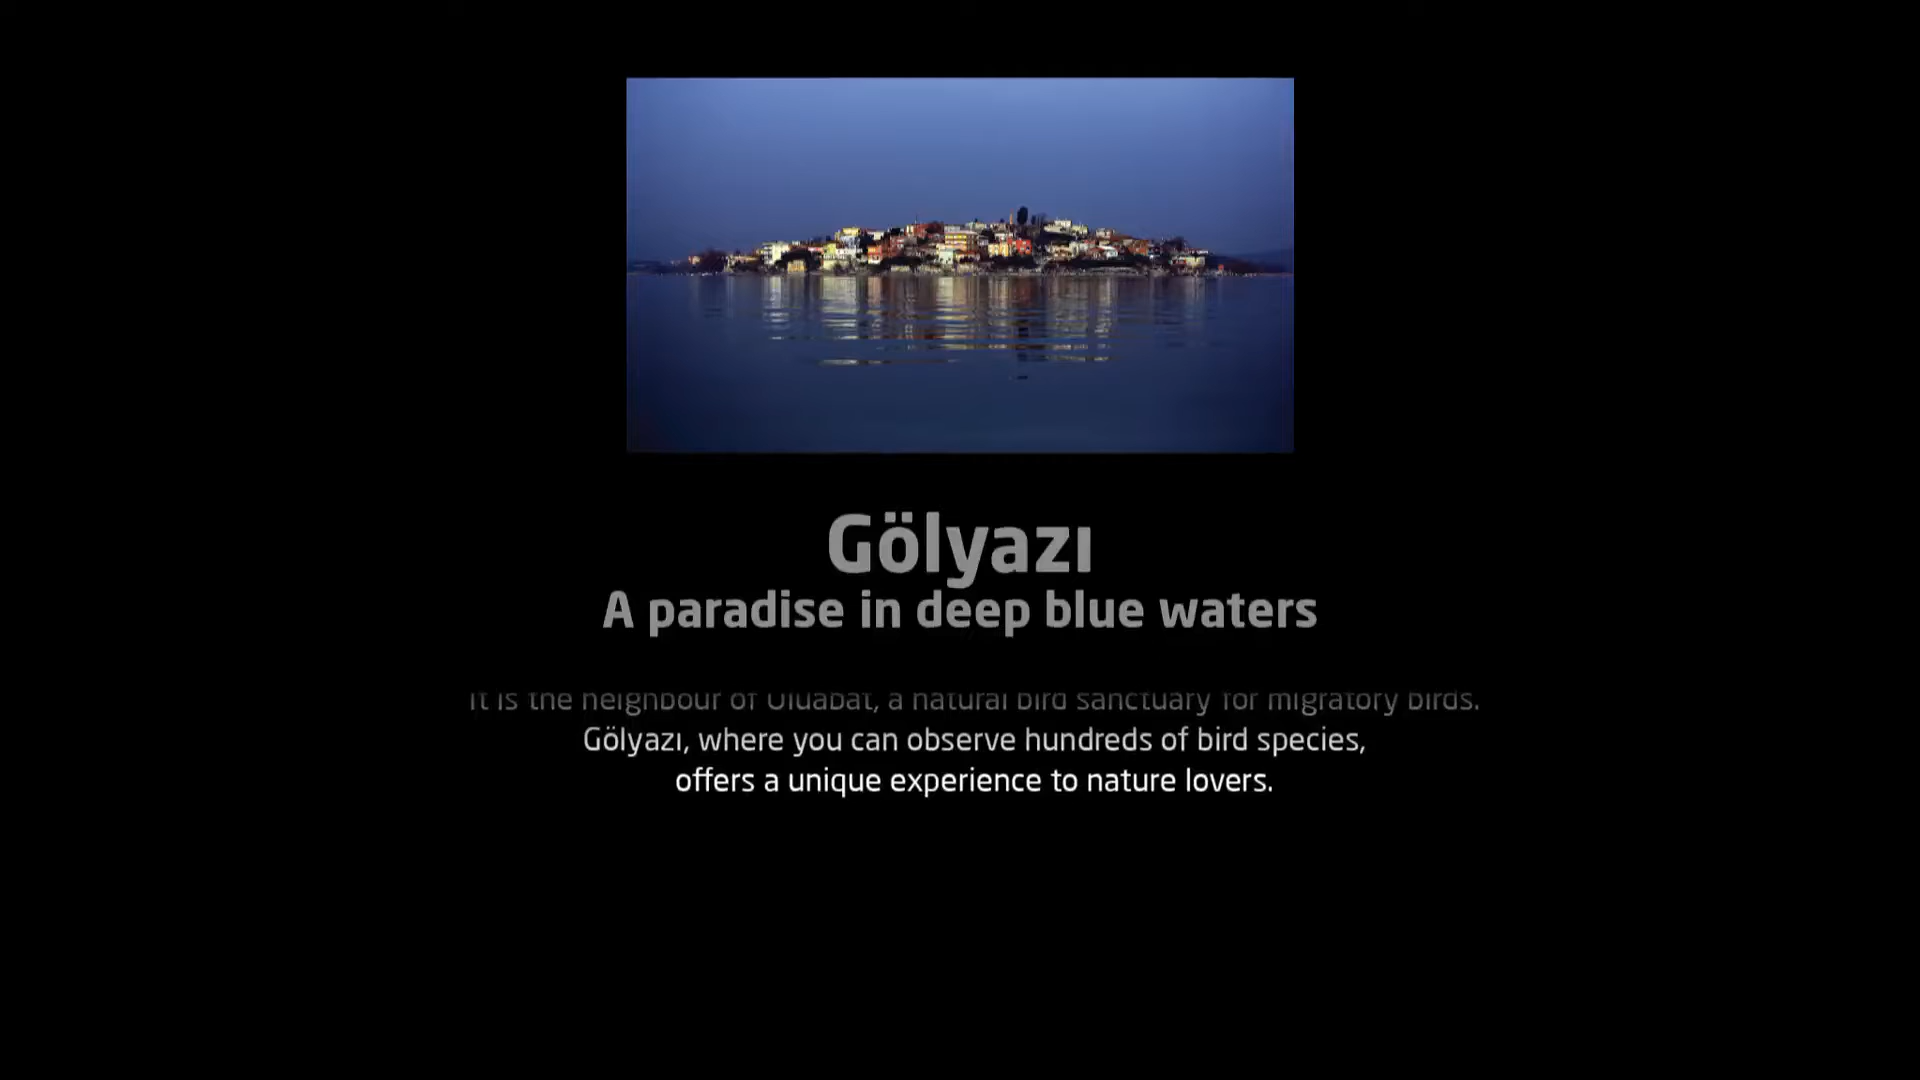 Gölyazı
A paradise in deep blue waters
It is the neighbour of Uluabat, a natural bird sanctuary for migratory birds.
Gölyazı, where you can observe hundreds of bird species,
offers a unique experience to nature lovers.